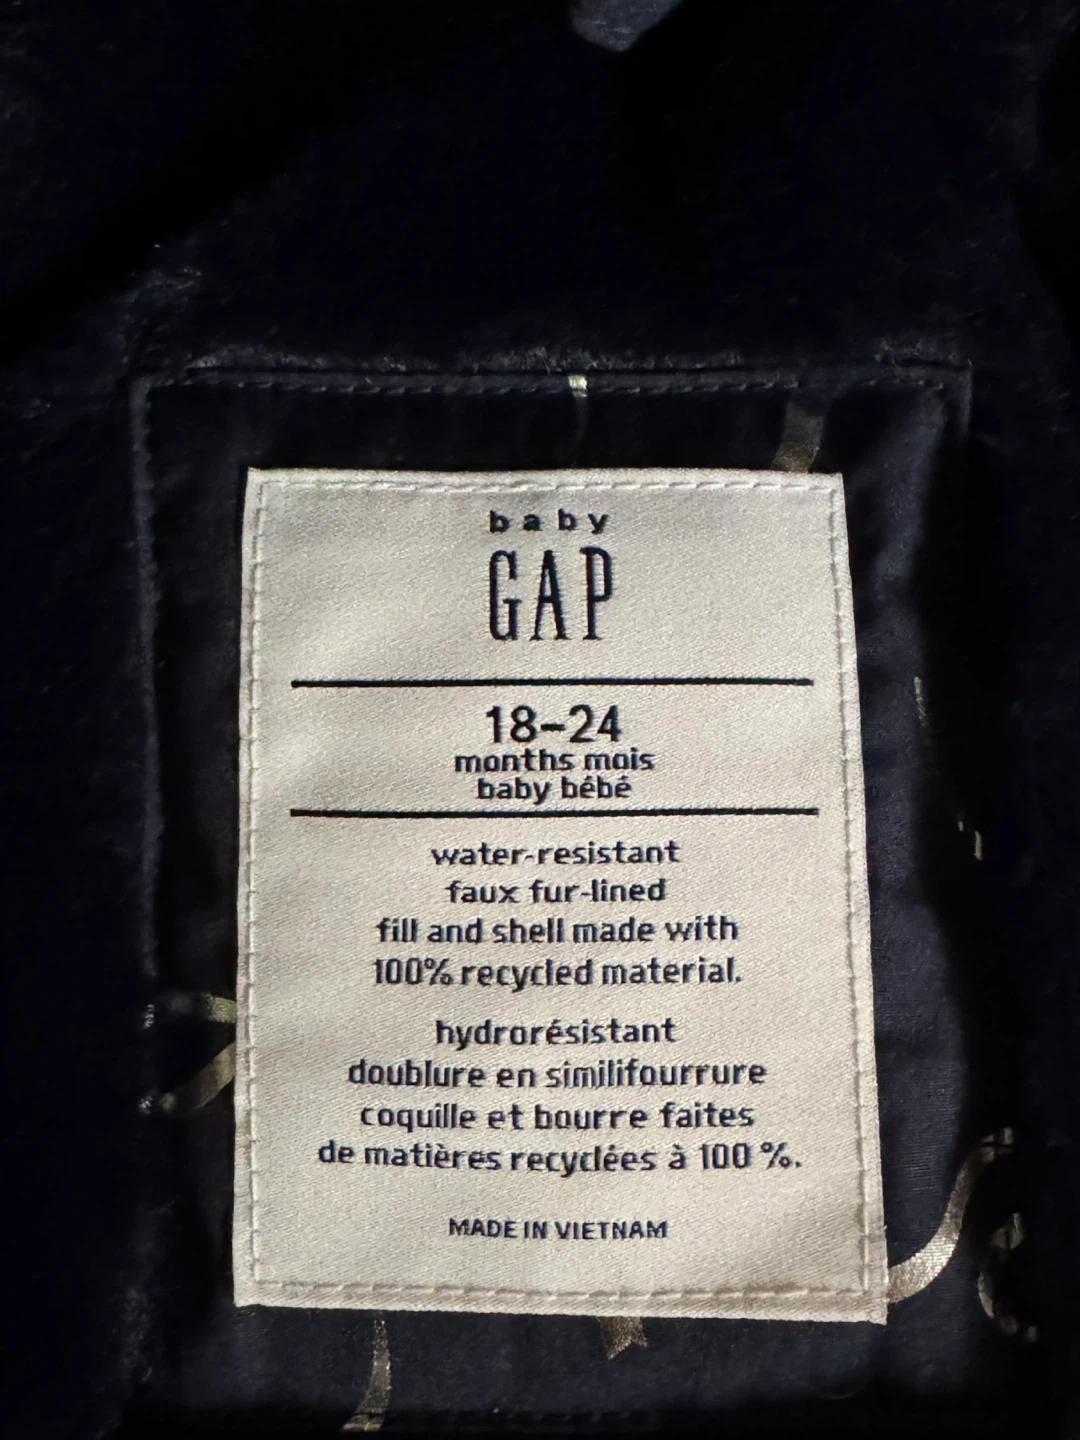 baby
GAP
18-24
months mois
baby bébé
water-resistant
faux fur-lined
fill and shell made with
100% recycled material.
hydrorésistant
doublure en similifourrure
coquille et bourre faites
de matières recyclées à 100 %.
MADE IN VIETNAM